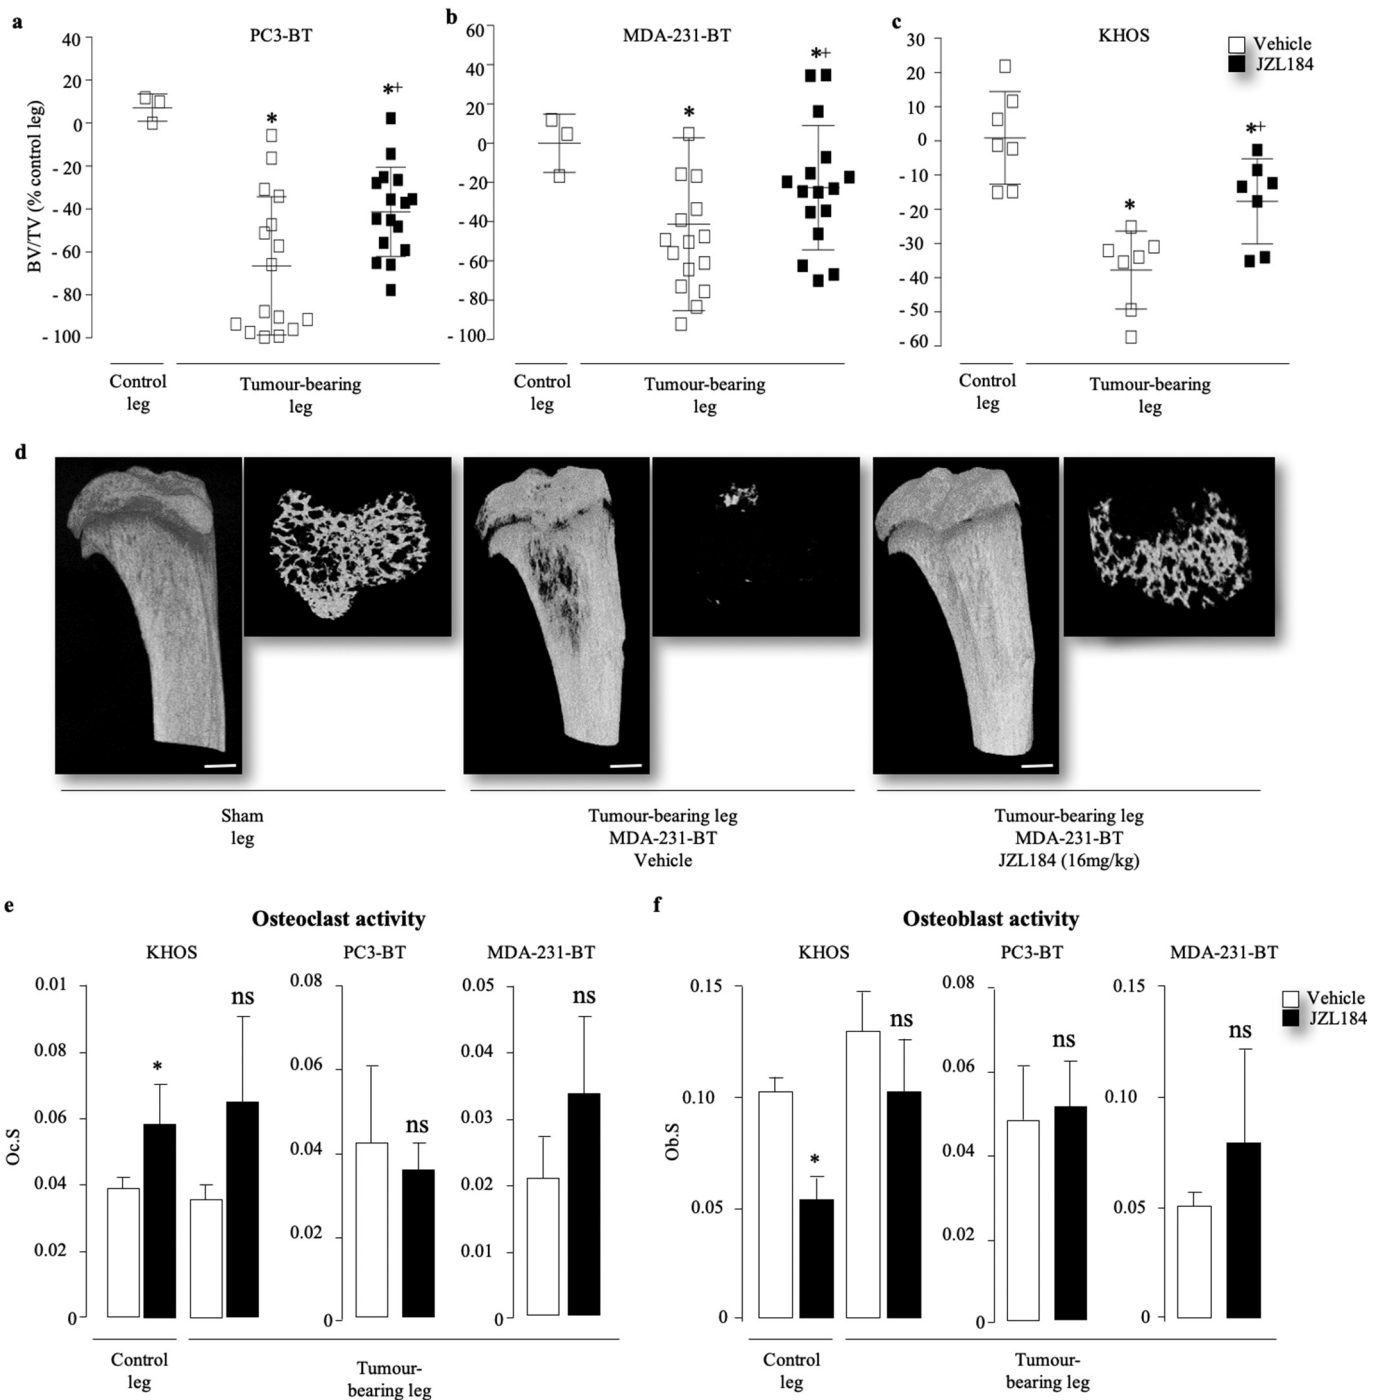 a
PC3-BT
BV/TV (% control leg)
40
20
0
- 20
- 40
- 60
- 80
- 100
*
*+
Control
leg
Tumour-bearing
leg
b
MDA-231-BT
60
40
20
0
- 20
- 40
- 60
- 80
- 100
*
*+
Control
leg
Tumour-bearing
leg
c
KHOS
Vehicle
JZL184
30
20
10
0
- 10
- 20
-30
- 40
- 50
- 60
*
*+
Control
leg
Tumour-bearing
leg
d
Sham
leg
Tumour-bearing leg
MDA-231-BT
Vehicle
Tumour-bearing leg
MDA-231-BT
JZL184 (16mg/kg)
e
Osteoclast activity
KHOS
Oc.S
0.01
0.08
0.06
0.04
0.02
0
*
ns
PC3-BT
0.08
0.06
0.04
0.02
0
ns
MDA-231-BT
0.05
0.04
0.03
0.02
0.01
0
ns
Control
leg
Tumour-
bearing leg
f
Osteoblast activity
KHOS
Ob.S
0.15
0.10
0.05
0
*
ns
PC3-BT
0.08
0.06
0.04
0.02
0
ns
MDA-231-BT
0.15
0.10
0.05
0
ns
Vehicle
JZL184
Control
leg
Tumour-
bearing leg